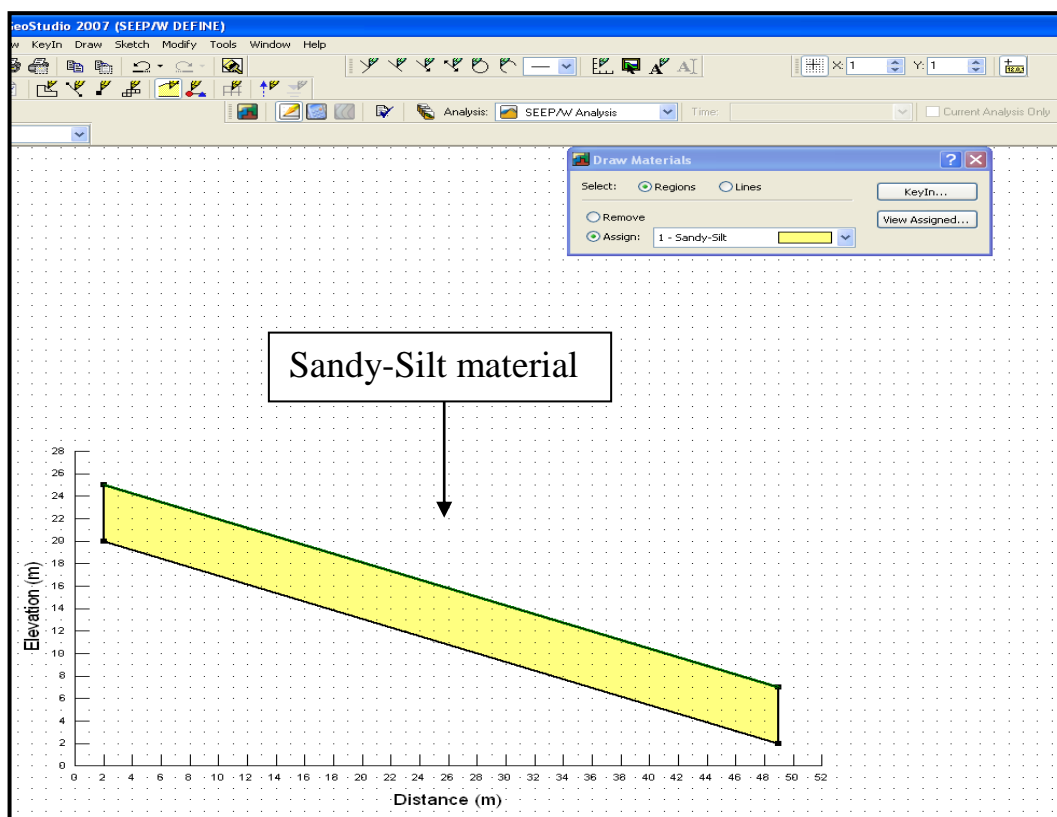 GeoStudio 2007 (SEEP/W DEFINE)
KeyIn Draw Sketch Modify Tools Window Help
X: 1 Y: 1
Analysis: SEEP/W Analysis Time: Current Analysis Only
Draw Materials
Select: Regions Lines
KeyIn...
Remove
View Assigned...
Assign: 1 - Sandy-Silt
Sandy-Silt material
28
26
24
22
20
18
16
14
12
10
8
6
4
2
0
Elevation (m)
0 2 4 6 8 10 12 14 16 18 20 22 24 26 28 30 32 34 36 38 40 42 44 46 48 50 52
Distance (m)